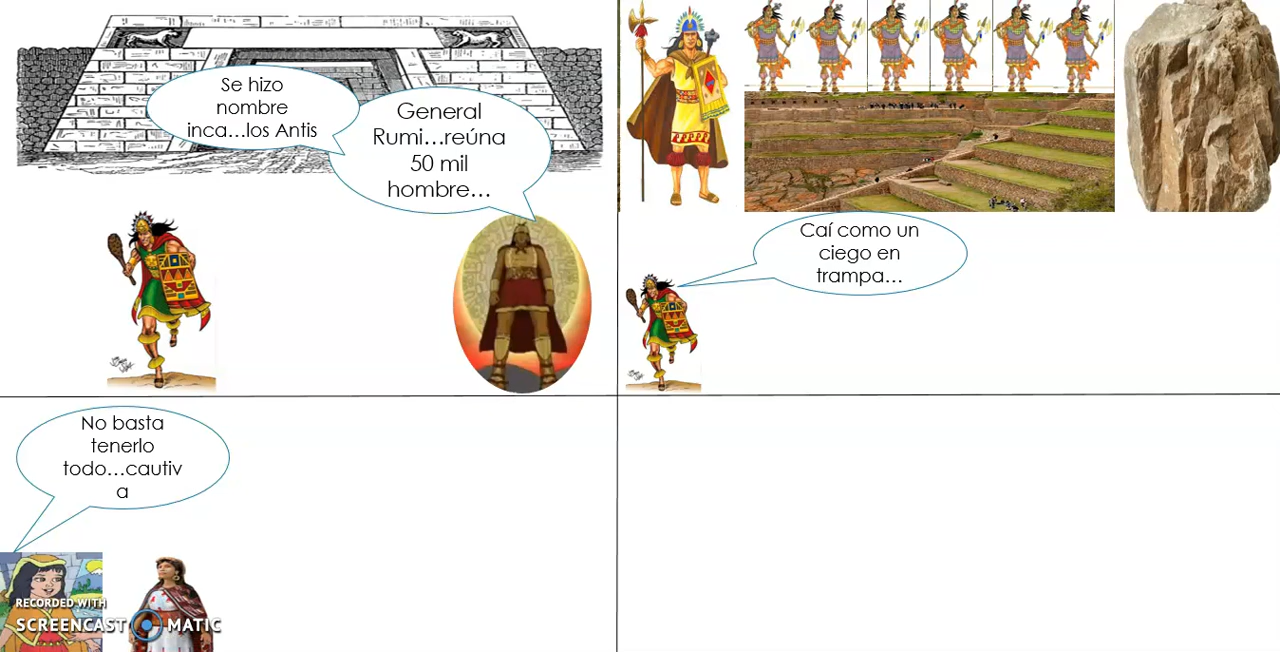 Se hizo
nombre
inca...los Antis
General
Rumi...reúna
50 mil
hombre...
Caí como un
ciego en
trampa...
No basta
tenerlo
todo...cautiv
a
RECORDED WITH
SCREENCAST MATIC